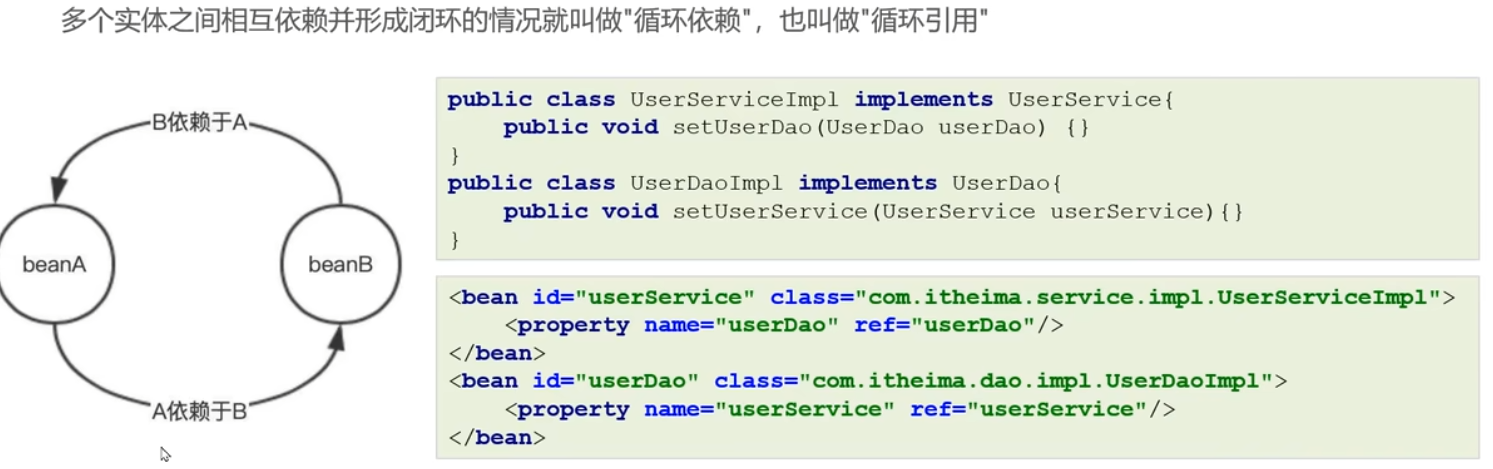 多个实体之间相互依赖并形成闭环的情况就叫做"循环依赖"，也叫做"循环引用"
B依赖于A
beanA
beanB
A依赖于B
public class UserServiceImpl implements UserService{
    public void setUserDao(UserDao userDao) {}
}
public class UserDaoImpl implements UserDao{
    public void setUserService(UserService userService){}
}
<bean id="userService" class="com.itheima.service.impl.UserServiceImpl">
    <property name="userDao" ref="userDao"/>
</bean>
<bean id="userDao" class="com.itheima.dao.impl.UserDaoImpl">
    <property name="userService" ref="userService"/>
</bean>